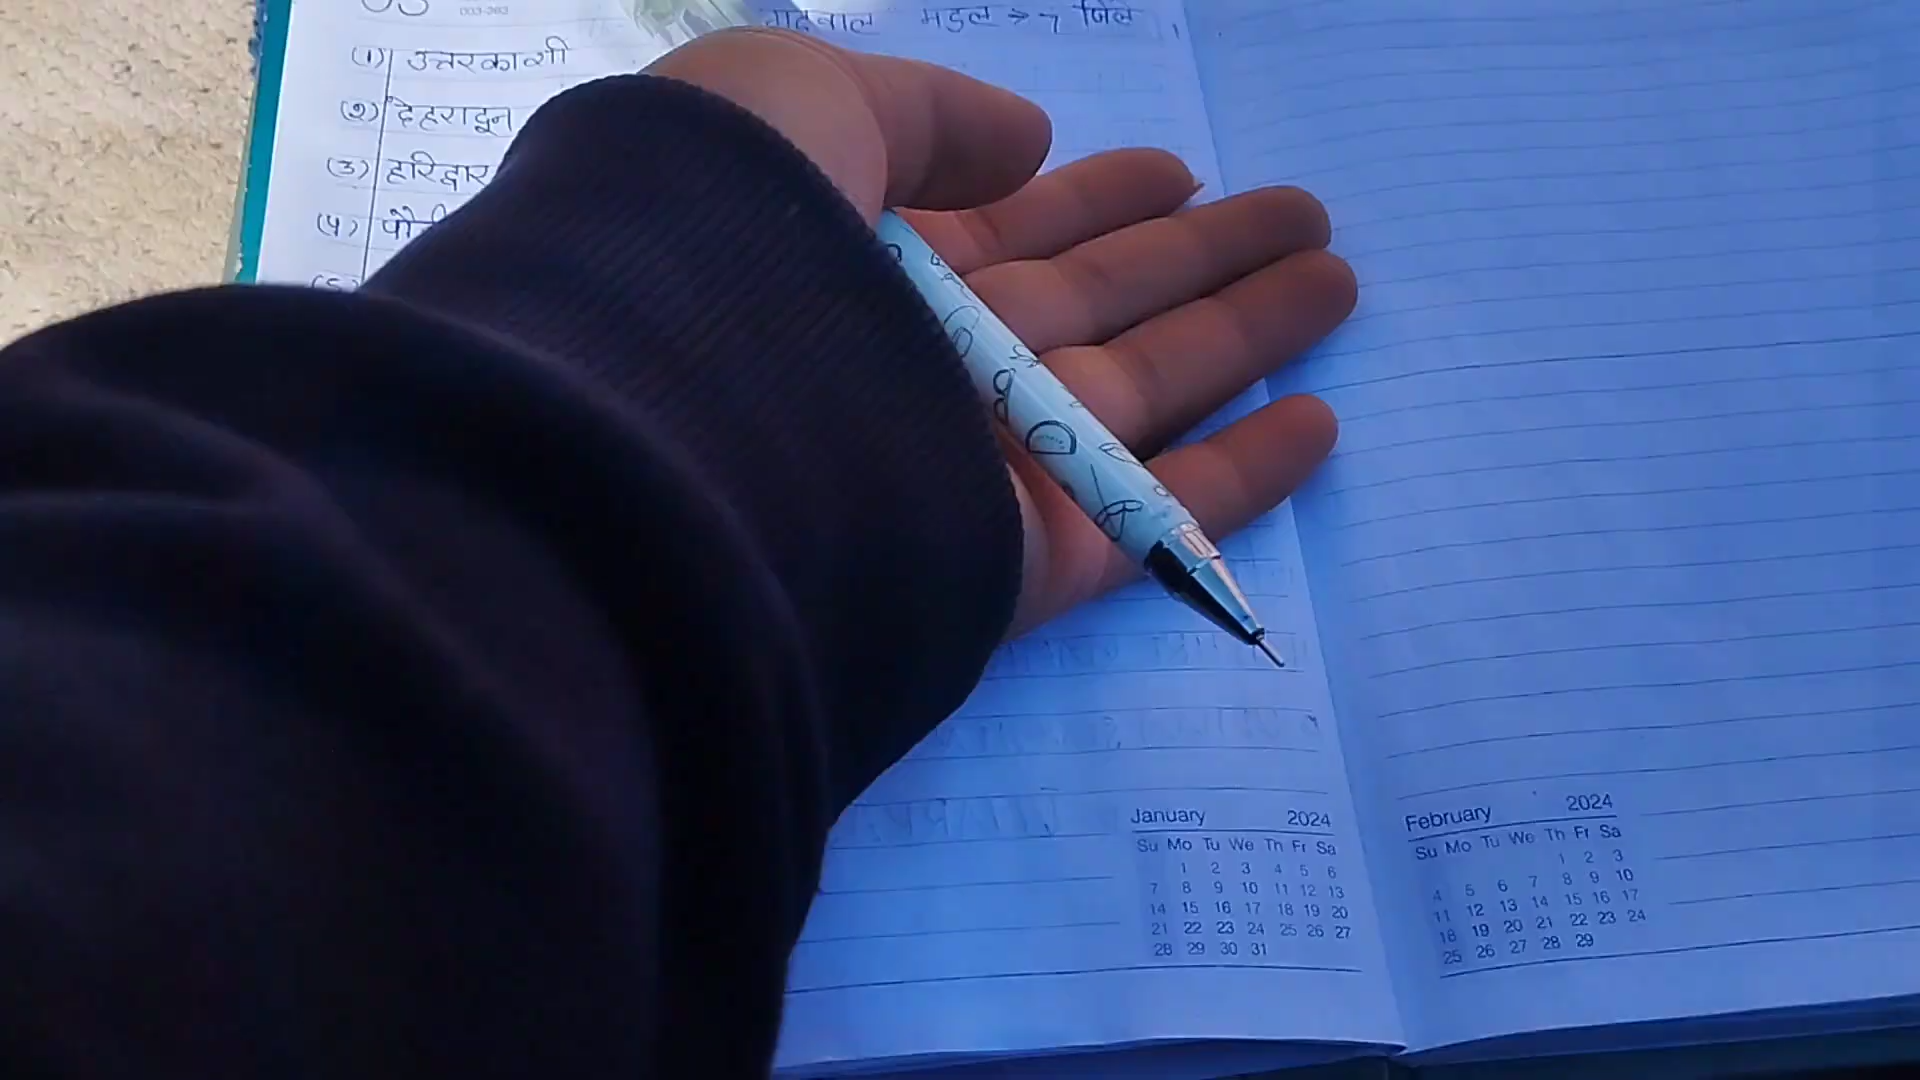 003-363
गढवाल मंडल → 7 जिले
(1) उत्तरकाशी
(२) देहरादून
(3) हरिद्वार
January 2024
Su Mo Tu We Th Fr Sa
1 2 3 4 5 6
7 8 9 10 11 12 13
14 15 16 17 18 19 20
21 22 23 24 25 26 27
28 29 30 31
February 2024
Su Mo Tu We Th Fr Sa
1 2 3
4 5 6 7 8 9 10
11 12 13 14 15 16 17
18 19 20 21 22 23 24
25 26 27 28 29